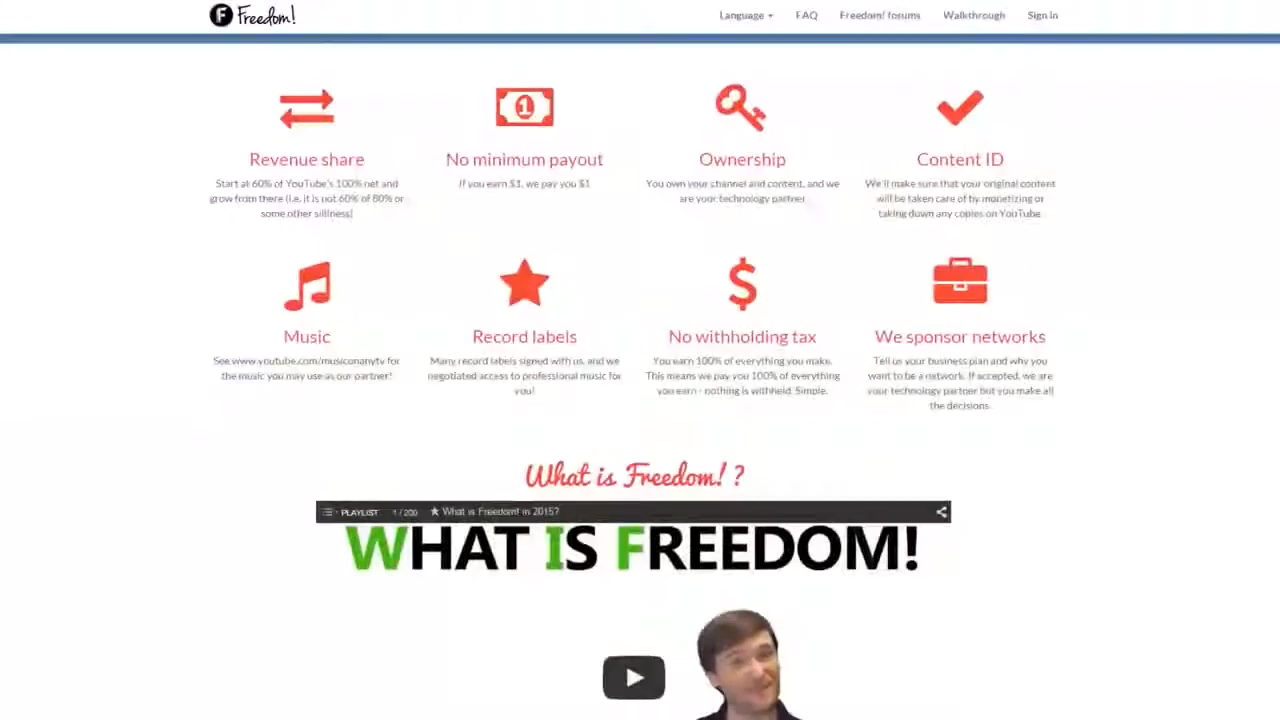 F Freedom!
Language FAQ Freedom! forums Walkthrough Sign in
1
Revenue share
Start at 60% of YouTube's 100% net and
grow from there (i.e. it is not 60% of 80% or
some other silliness)
No minimum payout
If you earn $1, we pay you $1
Ownership
You own your channel and content, and we
are your technology partner
Content ID
We'll make sure that your original content
will be taken care of by monetizing or
taking down any copies on YouTube
$
Music
See www.youtube.com/musiconanytv for
the music you may use as our partner!
Record labels
Many record labels signed with us, and we
negotiated access to professional music for
you!
No withholding tax
You earn 100% of everything you make.
This means we pay you 100% of everything
you earn - nothing is withheld. Simple.
We sponsor networks
Tell us your business plan and why you
want to be a network. If accepted, we are
your technology partner but you make all
the decisions.
What is Freedom! ?
PLAYLIST 1 / 200 ★ What is Freedom! in 2015?
WHAT IS FREEDOM!